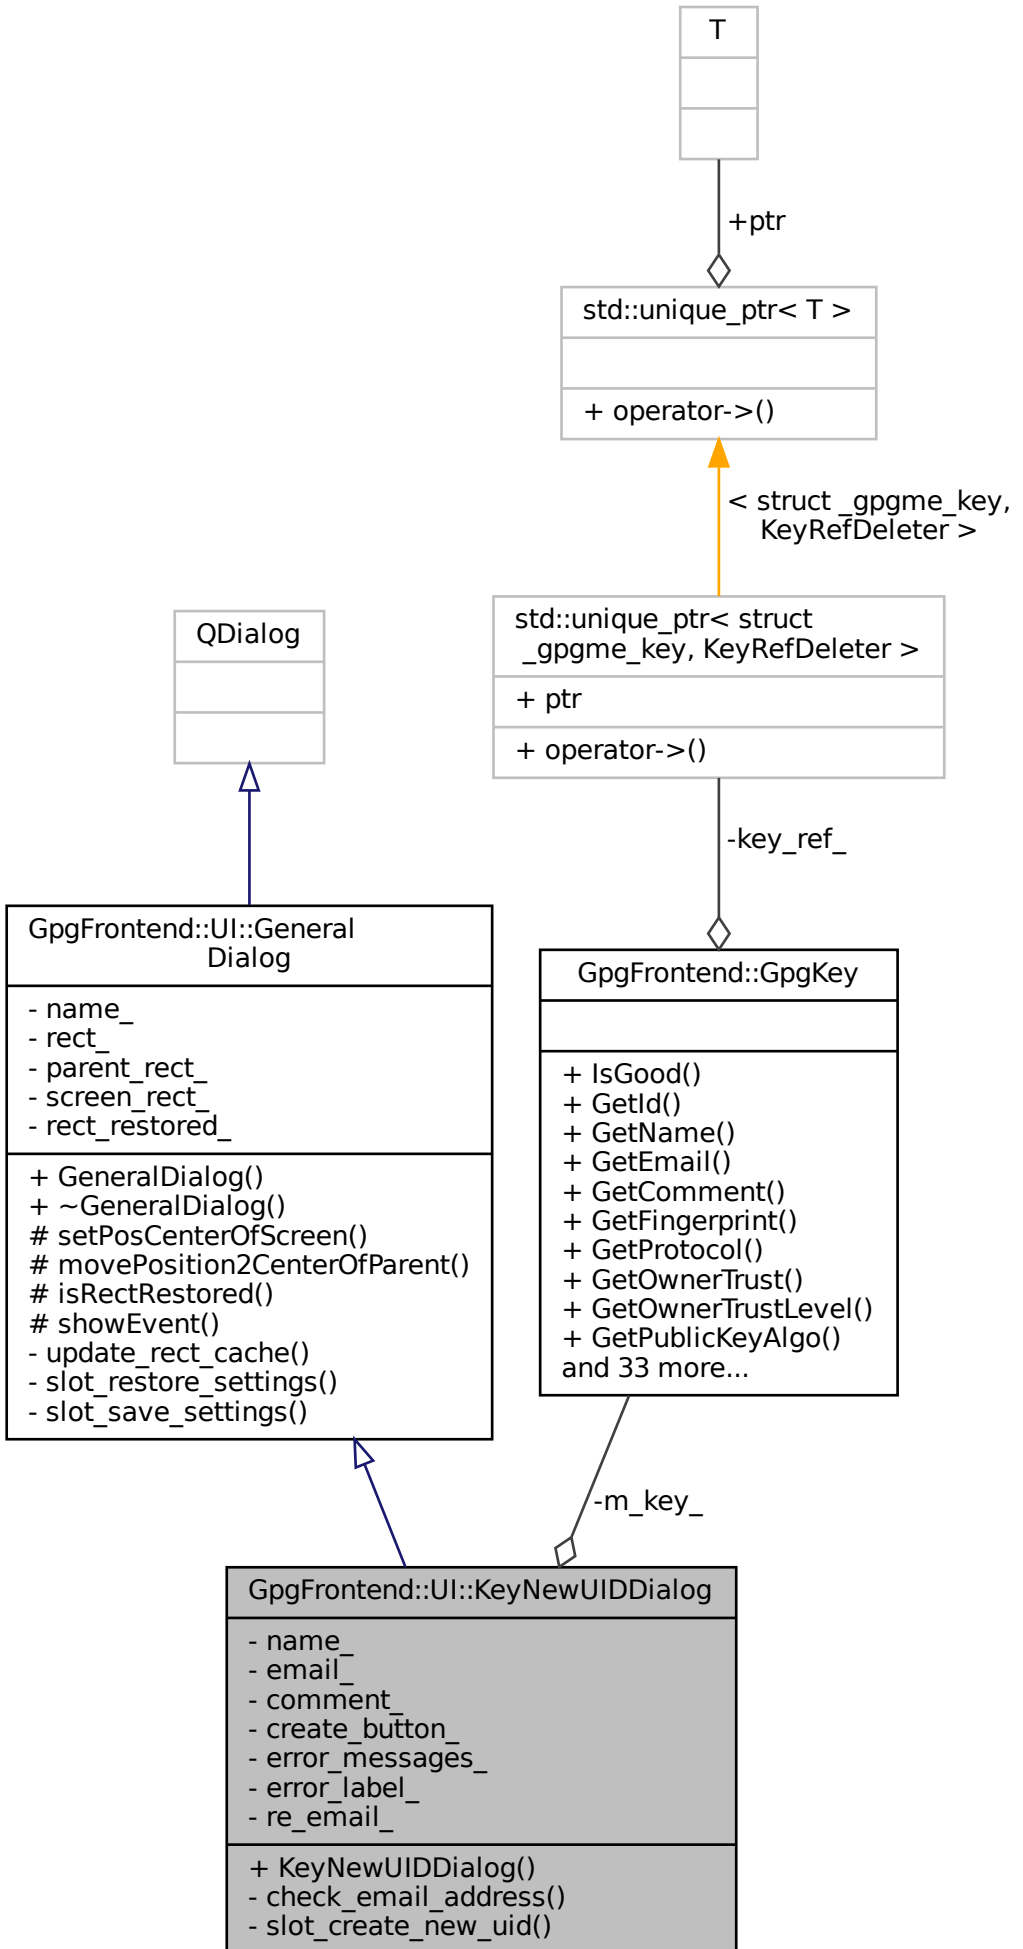 T
+ptr
std::unique_ptr< T >
+ operator->()
< struct _gpgme_key,
KeyRefDeleter >
std::unique_ptr< struct
_gpgme_key, KeyRefDeleter >
+ ptr
+ operator->()
QDialog
-key_ref_
GpgFrontend::UI::General
Dialog
- name_
- rect_
- parent_rect_
- screen_rect_
- rect_restored_
+ GeneralDialog()
+ ~GeneralDialog()
# setPosCenterOfScreen()
# movePosition2CenterOfParent()
# isRectRestored()
# showEvent()
- update_rect_cache()
- slot_restore_settings()
- slot_save_settings()
GpgFrontend::GpgKey
+ IsGood()
+ GetId()
+ GetName()
+ GetEmail()
+ GetComment()
+ GetFingerprint()
+ GetProtocol()
+ GetOwnerTrust()
+ GetOwnerTrustLevel()
+ GetPublicKeyAlgo()
and 33 more...
-m_key_
GpgFrontend::UI::KeyNewUIDDialog
- name_
- email_
- comment_
- create_button_
- error_messages_
- error_label_
- re_email_
+ KeyNewUIDDialog()
- check_email_address()
- slot_create_new_uid()